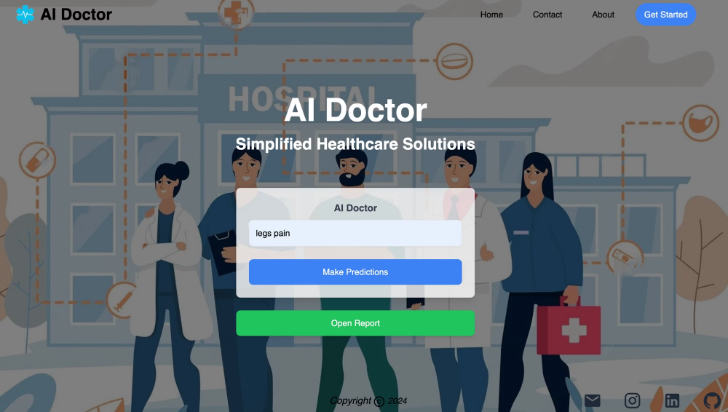 AI Doctor
Home
Contact
About
Get Started
HOSPITAL
AI Doctor
Simplified Healthcare Solutions
AI Doctor
legs pain
Make Predictions
Open Report
Copyright © 2024